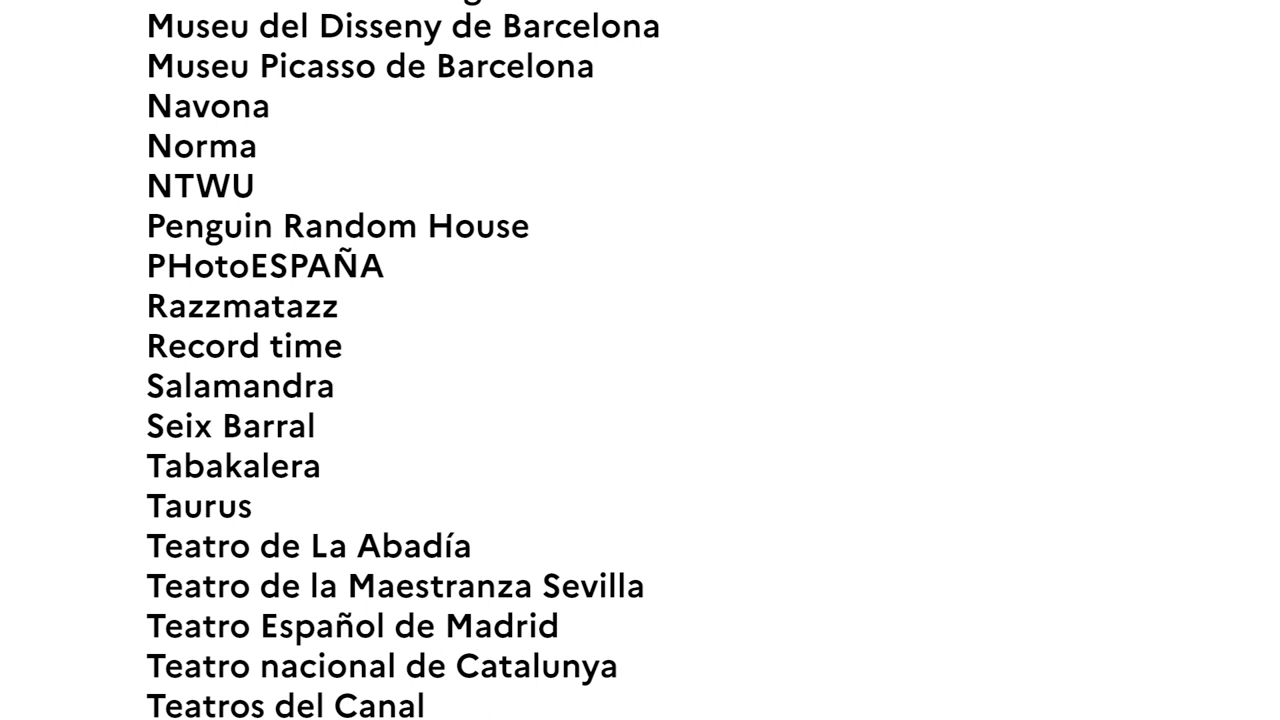 Museu del Disseny de Barcelona
Museu Picasso de Barcelona
Navona
Norma
NTWU
Penguin Random House
PHotoESPAÑA
Razzmatazz
Record time
Salamandra
Seix Barral
Tabakalera
Taurus
Teatro de La Abadía
Teatro de la Maestranza Sevilla
Teatro Español de Madrid
Teatro nacional de Catalunya
Teatros del Canal